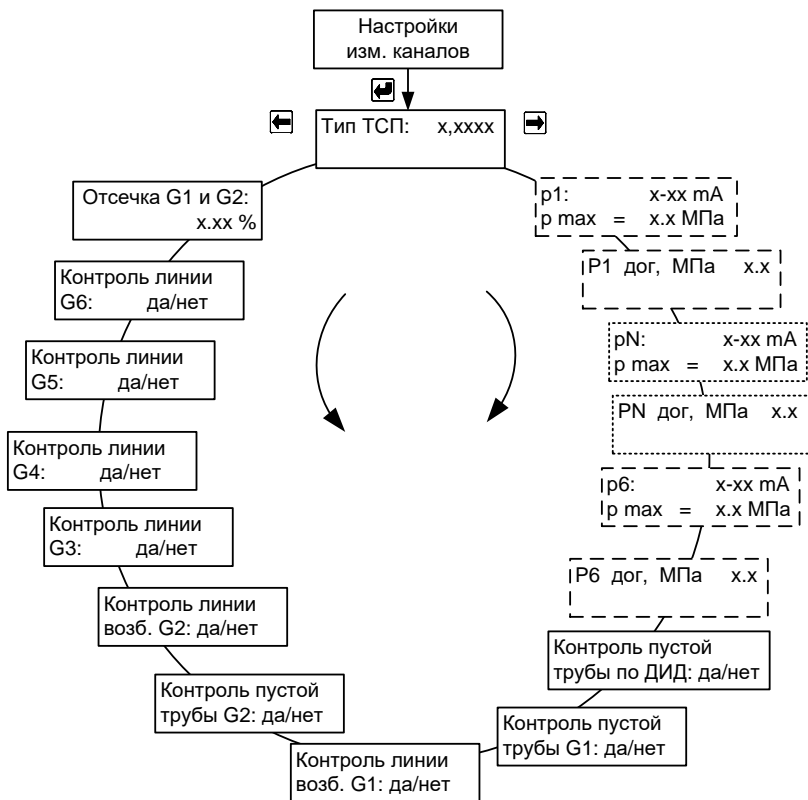 Настройки
изм. каналов
Тип ТСП: x,xxxx
p1: x-xx mA
p max = x.x МПа
P1 дог, МПа x.x
pN: x-xx mA
p max = x.x МПа
PN дог, МПа x.x
p6: x-xx mA
p max = x.x МПа
P6 дог, МПа x.x
Контроль пустой
трубы по ДИД: да/нет
Контроль пустой
трубы G1: да/нет
Контроль линии
возб. G1: да/нет
Контроль пустой
трубы G2: да/нет
Контроль линии
возб. G2: да/нет
Контроль линии
G3: да/нет
Контроль линии
G4: да/нет
Контроль линии
G5: да/нет
Контроль линии
G6: да/нет
Отсечка G1 и G2:
x.xx %